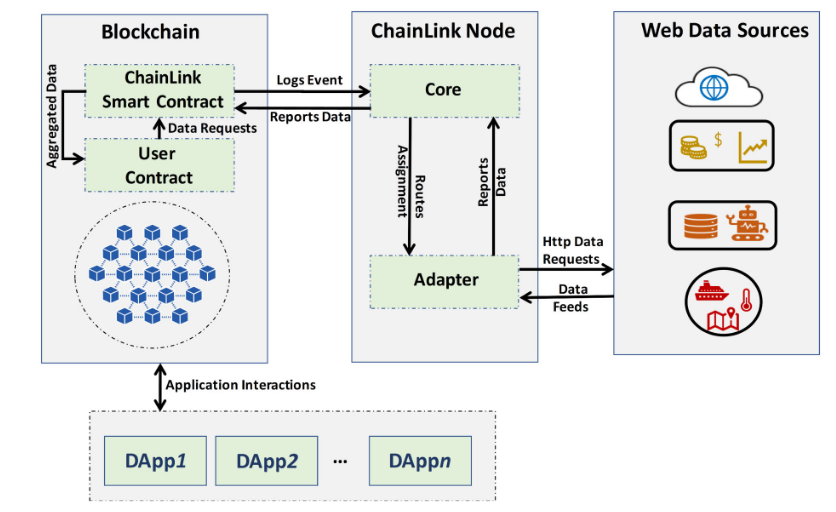 Blockchain
ChainLink Node
Web Data Sources
Aggregated Data
ChainLink
Smart Contract
Logs Event
Reports Data
Core
Data Requests
User
Contract
Routes
Assignment
Reports
Data
$
Adapter
Http Data
Requests
Data
Feeds
Application Interactions
DApp1
DApp2
...
DAppn